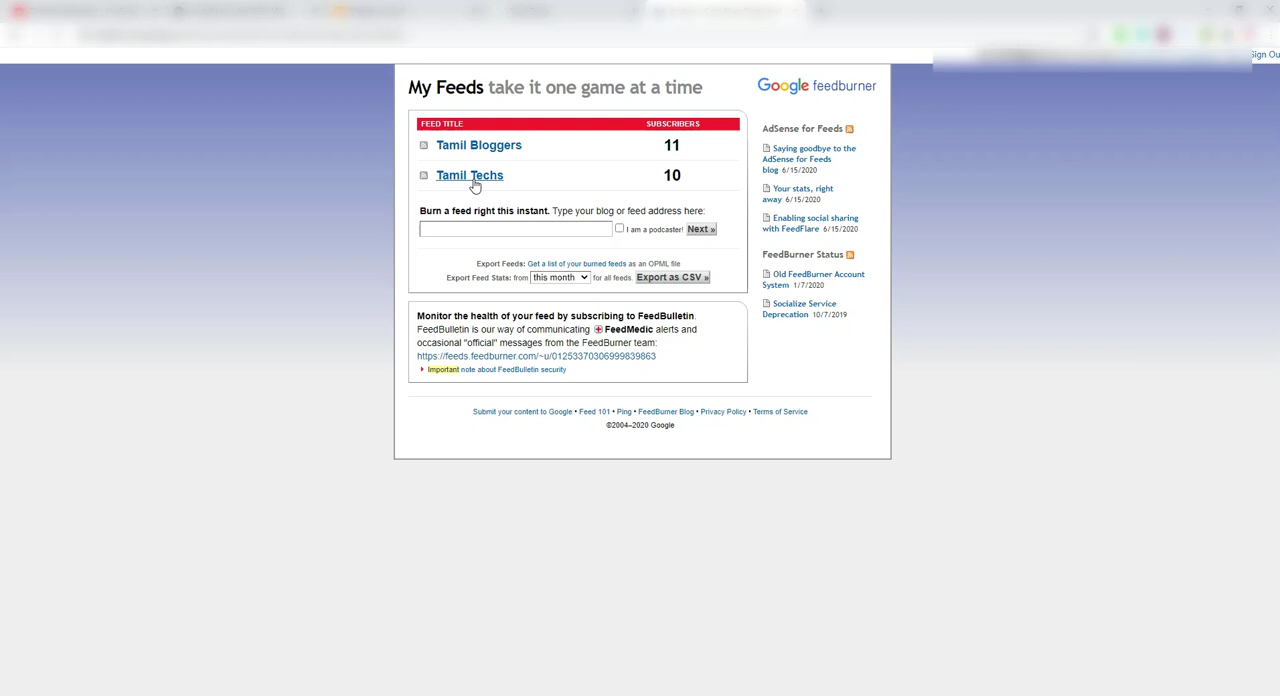 Sign Ou
My Feeds take it one game at a time
Google feedburner
FEED TITLE SUBSCRIBERS
Tamil Bloggers 11
Tamil Techs 10
Burn a feed right this instant. Type your blog or feed address here:
I am a podcaster! Next »
Export Feeds: Get a list of your burned feeds as an OPML file
Export Feed Stats: from this month for all feeds. Export as CSV »
Monitor the health of your feed by subscribing to FeedBulletin.
FeedBulletin is our way of communicating FeedMedic alerts and
occasional "official" messages from the FeedBurner team:
https://feeds.feedburner.com/~u/01253370306999839863
Important note about FeedBulletin security
AdSense for Feeds
Saying goodbye to the
AdSense for Feeds
blog 6/15/2020
Your stats, right
away 6/15/2020
Enabling social sharing
with FeedFlare 6/15/2020
FeedBurner Status
Old FeedBurner Account
System 1/7/2020
Socialize Service
Deprecation 10/7/2019
Submit your content to Google • Feed 101 • Ping • FeedBurner Blog • Privacy Policy • Terms of Service
©2004–2020 Google